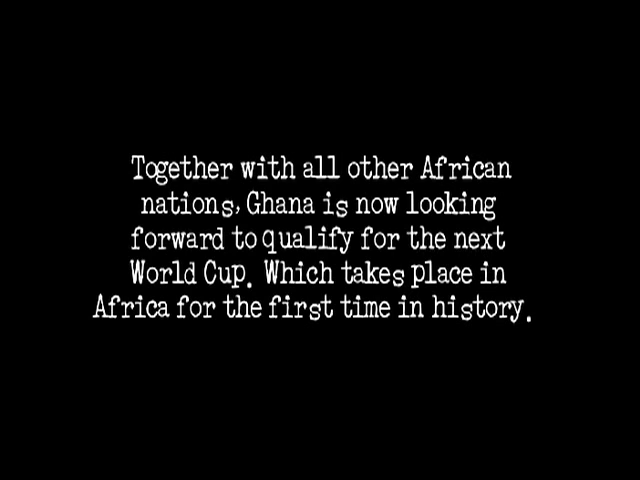 Together with all other African
nations, Ghana is now looking
forward to qualify for the next
World Cup. Which takes place in
Africa for the first time in history.